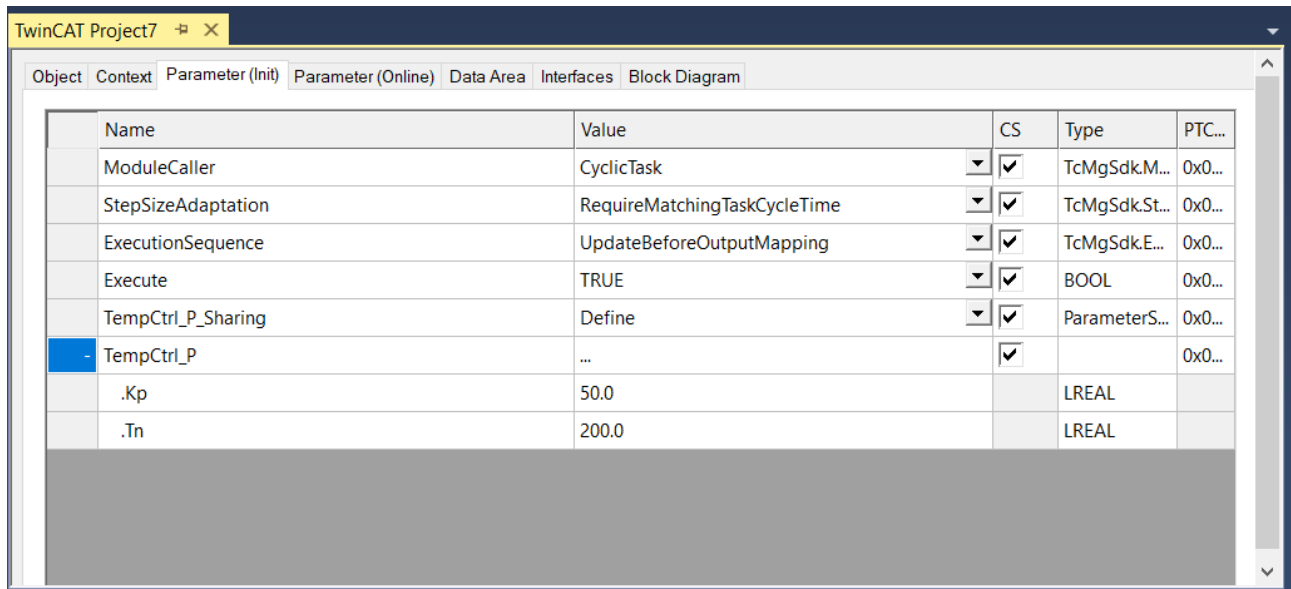 TwinCAT Project7
Object Context Parameter (Init) Parameter (Online) Data Area Interfaces Block Diagram
Name Value CS Type PTC...
ModuleCaller CyclicTask TcMgSdk.M... 0x0...
StepSizeAdaptation RequireMatchingTaskCycleTime TcMgSdk.St... 0x0...
ExecutionSequence UpdateBeforeOutputMapping TcMgSdk.E... 0x0...
Execute TRUE BOOL 0x0...
TempCtrl_P_Sharing Define ParameterS... 0x0...
- TempCtrl_P ... 0x0...
.Kp 50.0 LREAL
.Tn 200.0 LREAL